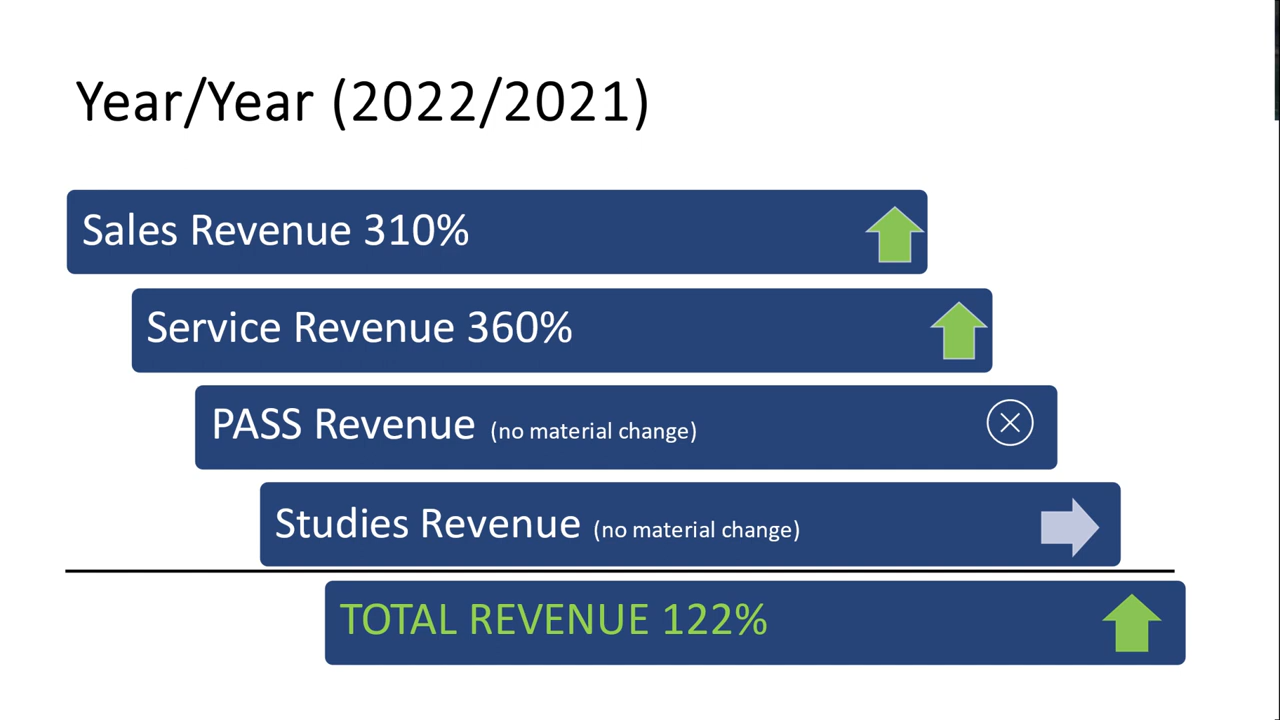 Year/Year (2022/2021)
Sales Revenue 310%
Service Revenue 360%
PASS Revenue (no material change)
Studies Revenue (no material change)
TOTAL REVENUE 122%